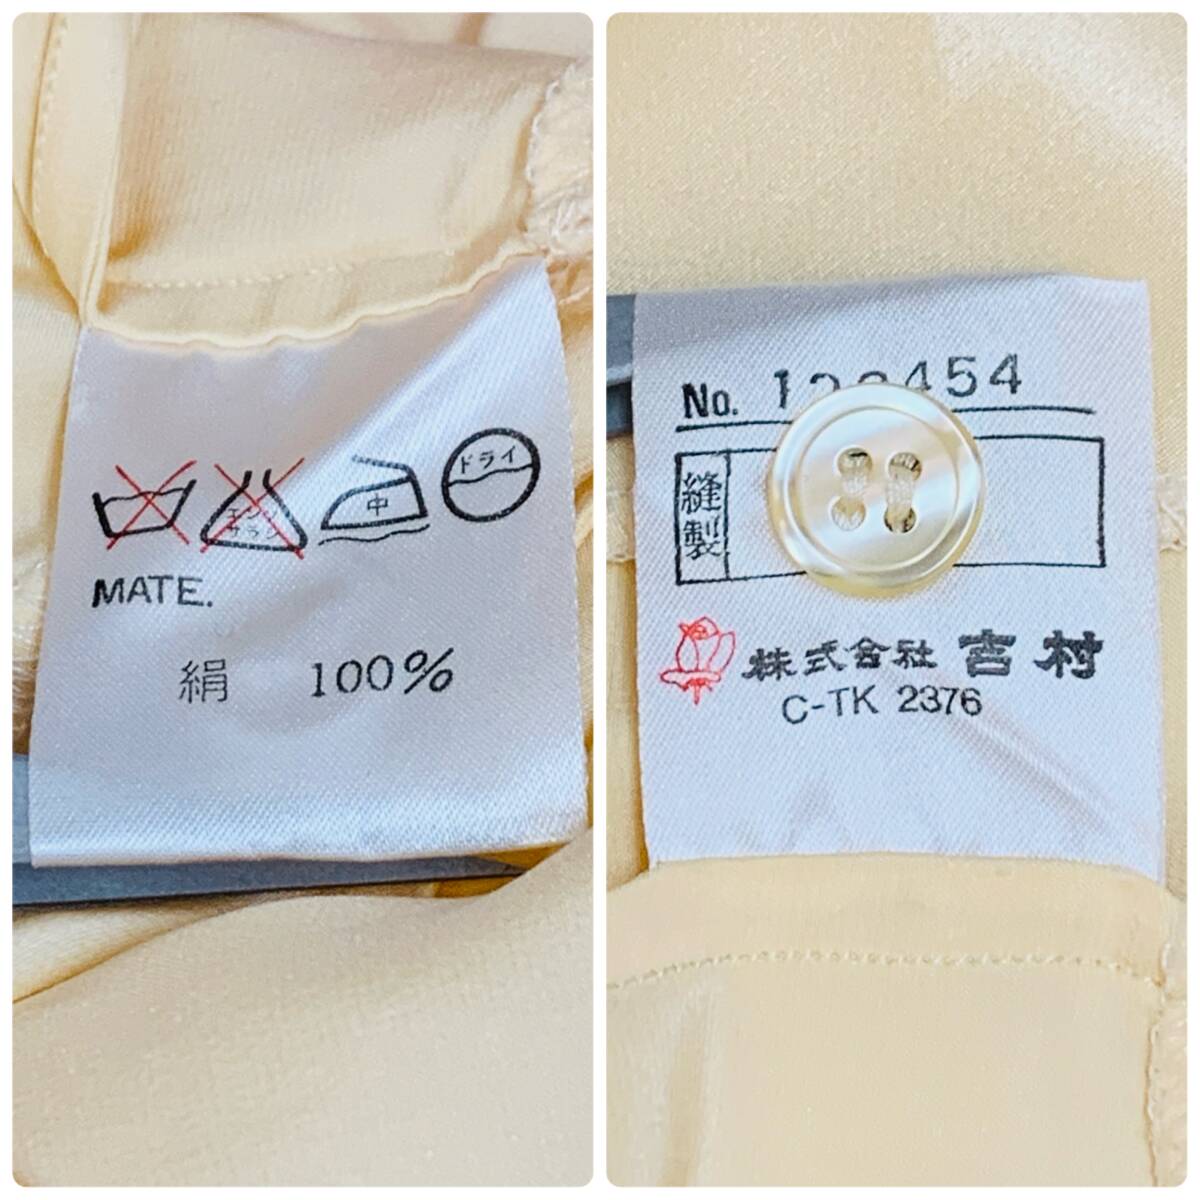 エンソ
サラシ
中
ドライ
MATE.
絹 100%
No.
縫製
株式会社 吉村
C-TK 2376